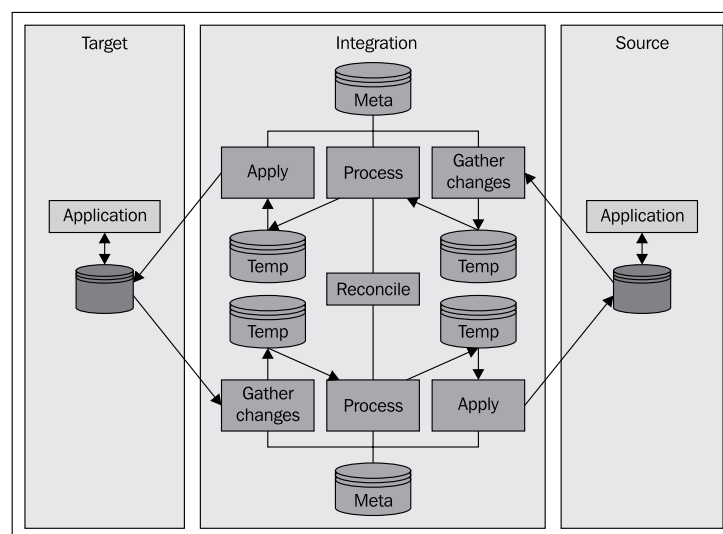 Target
Integration
Source
Meta
Apply
Process
Gather
changes
Application
Application
Temp
Temp
Reconcile
Temp
Temp
Gather
changes
Process
Apply
Meta